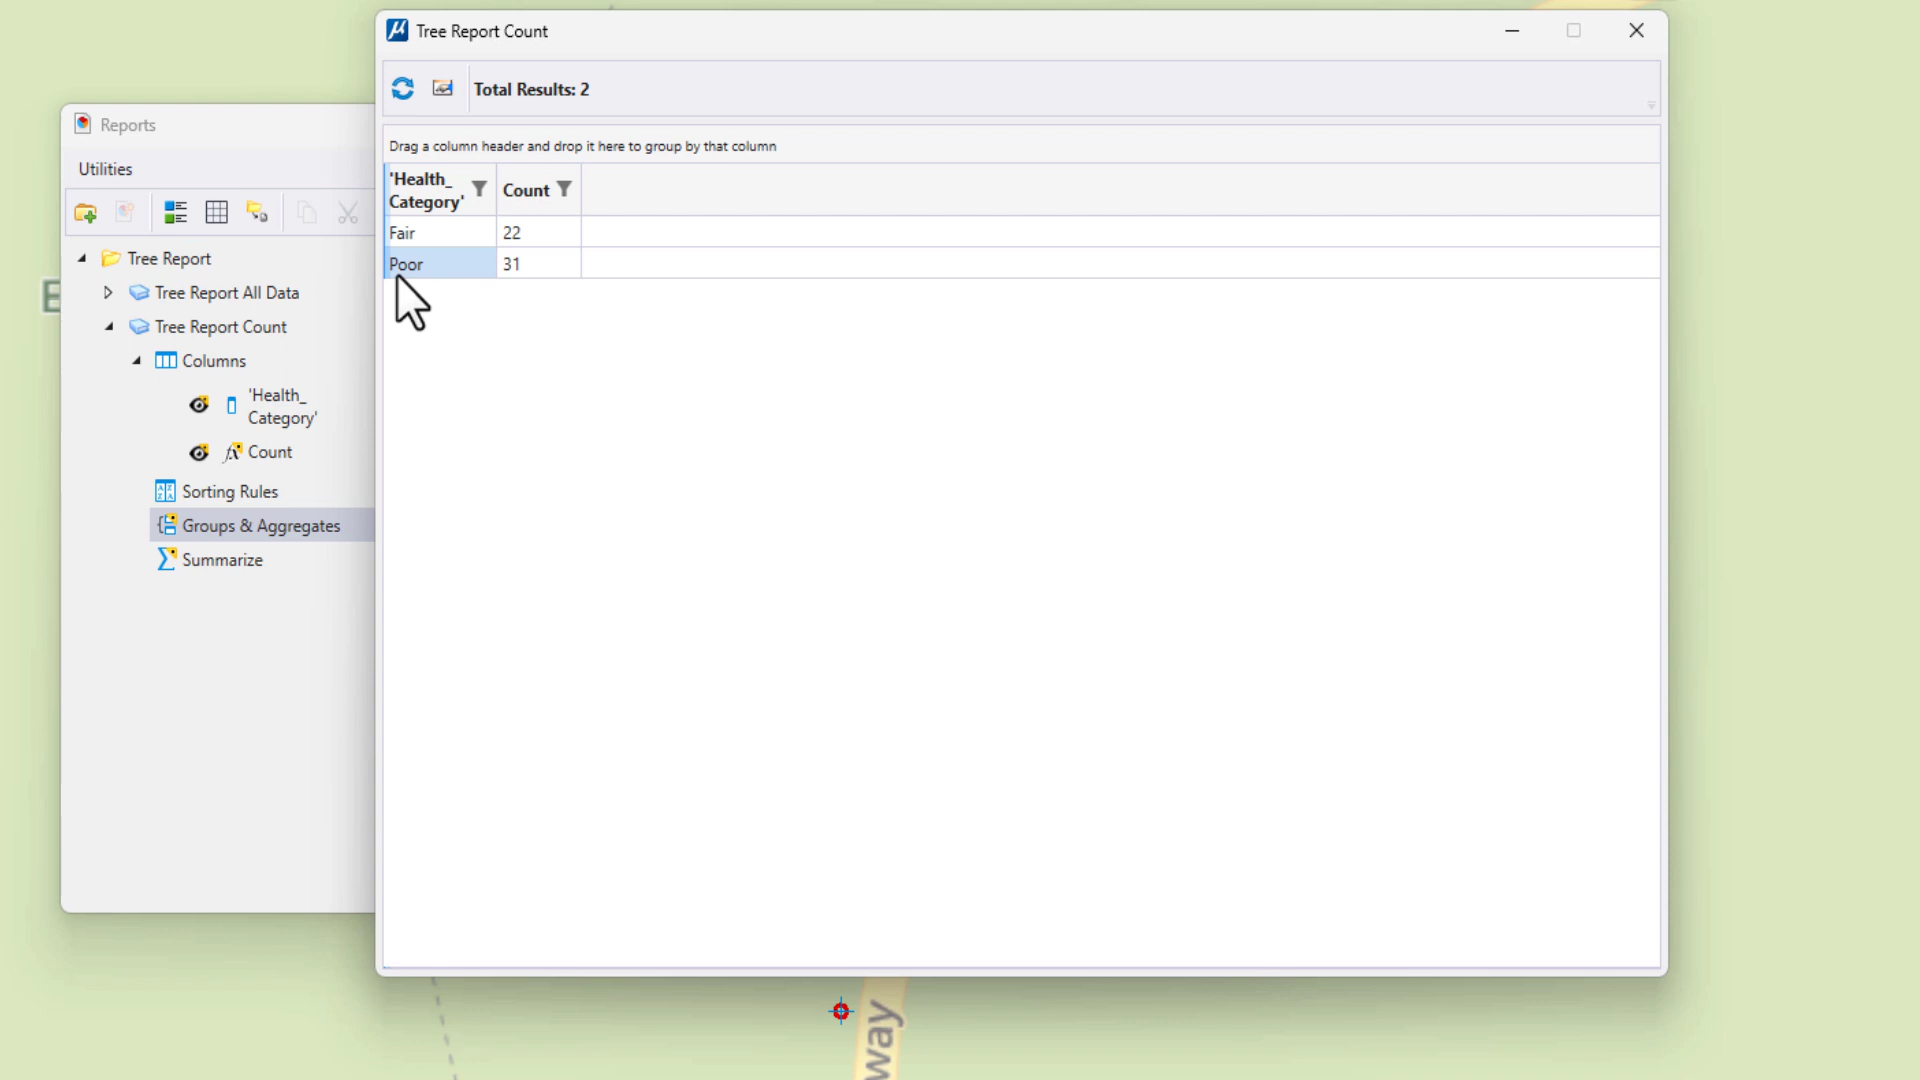 Tree Report Count
Total Results: 2
Drag a column header and drop it here to group by that column
'Health_
Category'
Count
Fair 22
Poor 31
Reports
Utilities
Tree Report
Tree Report All Data
Tree Report Count
Columns
'Health_
Category'
Count
Sorting Rules
Groups & Aggregates
Summarize
E
way